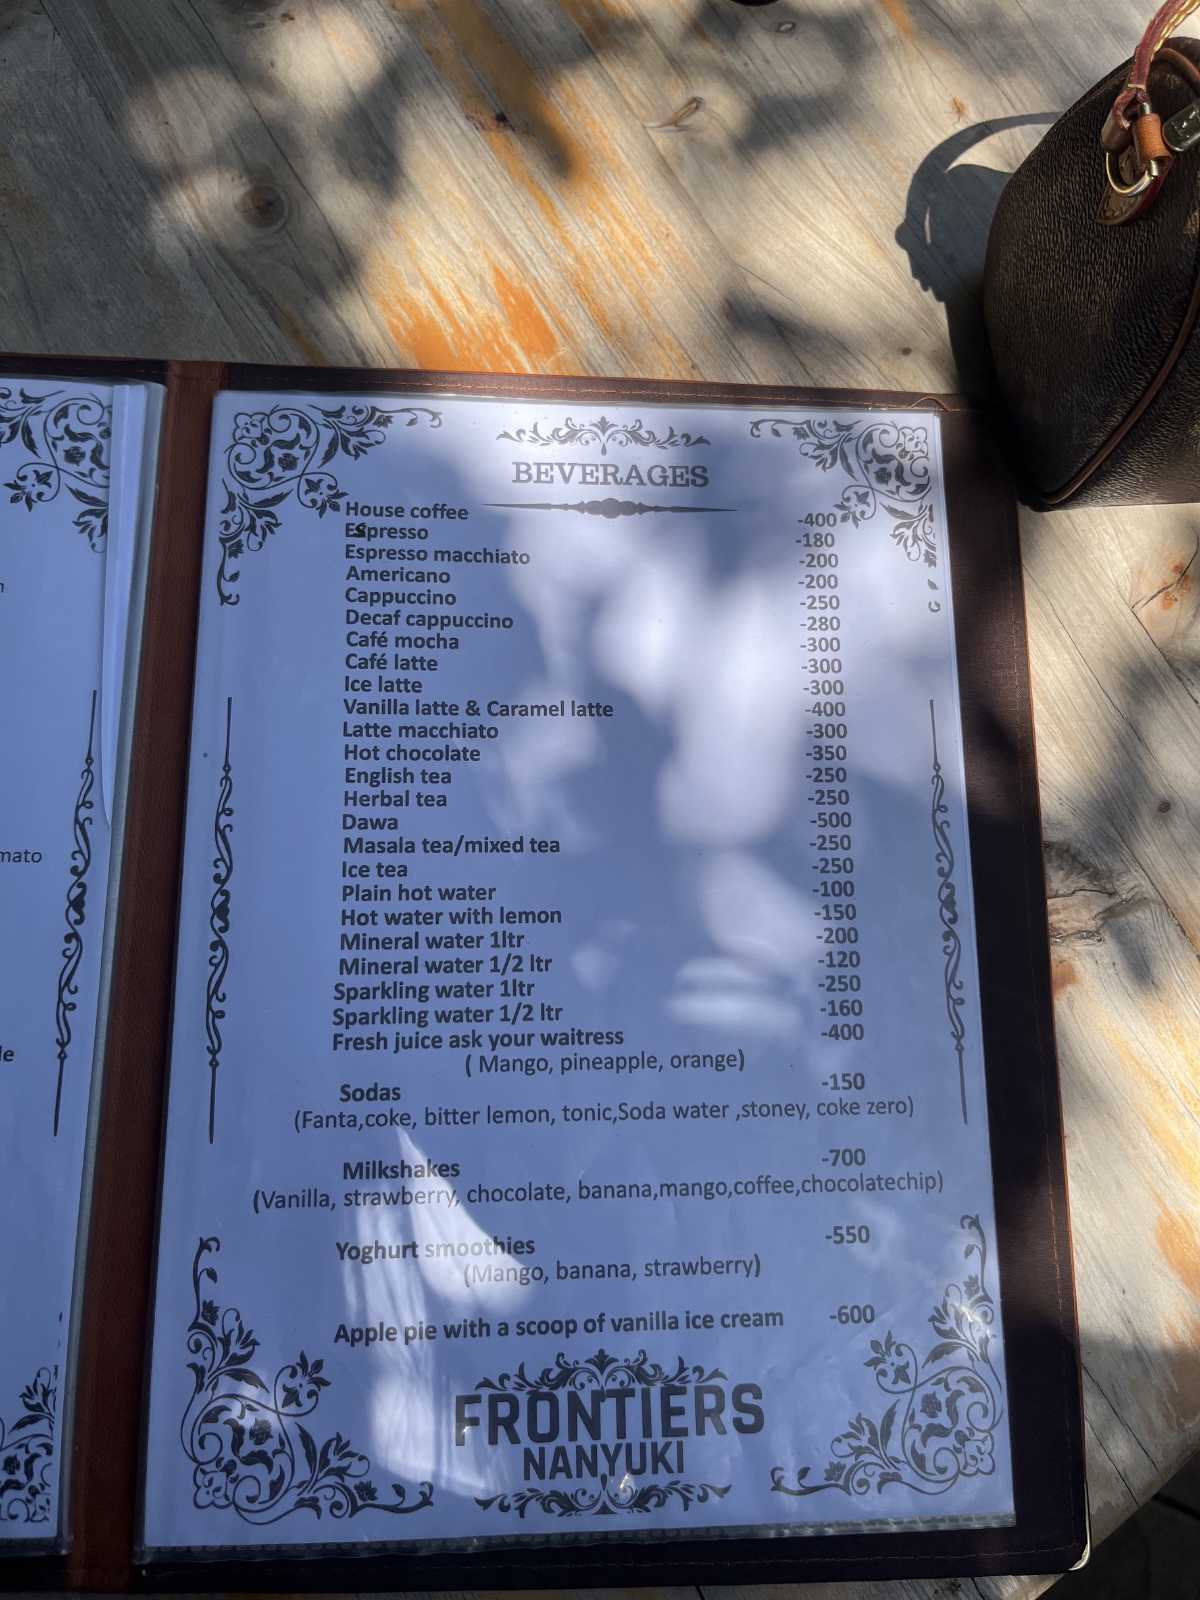 BEVERAGES
House coffee -400
Espresso -180
Espresso macchiato -200
Americano -200
Cappuccino -250
Decaf cappuccino -280
Café mocha -300
Café latte -300
Ice latte -300
Vanilla latte & Caramel latte -400
Latte macchiato -300
Hot chocolate -350
English tea -250
Herbal tea -250
Dawa -500
Masala tea/mixed tea -250
Ice tea -250
Plain hot water -100
Hot water with lemon -150
Mineral water 1ltr -200
Mineral water 1/2 ltr -120
Sparkling water 1ltr -250
Sparkling water 1/2 ltr -160
Fresh juice ask your waitress -400
( Mango, pineapple, orange)
Sodas -150
(Fanta,coke, bitter lemon, tonic,Soda water ,stoney, coke zero)
Milkshakes -700
(Vanilla, strawberry, chocolate, banana,mango,coffee,chocolatechip)
Yoghurt smoothies -550
(Mango, banana, strawberry)
Apple pie with a scoop of vanilla ice cream -600
FRONTIERS
NANYUKI